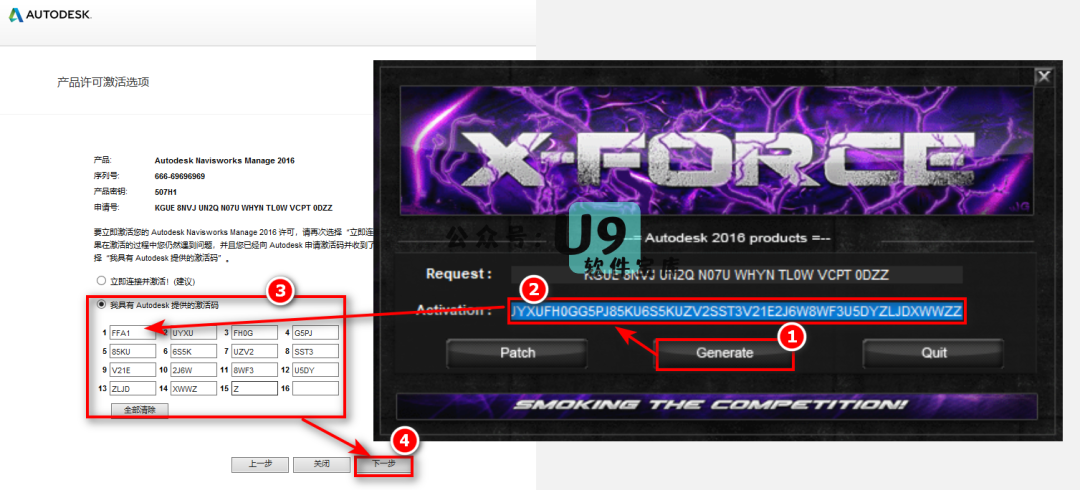 AUTODESK.
产品许可激活选项
产品: Autodesk Navisworks Manage 2016
序列号: 666-69696969
产品密钥: 507H1
申请号: KGUE 8NVJ UN2Q N07U WHYN TL0W VCPT 0DZZ
要立即激活您的 Autodesk Navisworks Manage 2016 许可，请再次选择“立即连
果在激活的过程中您仍然遇到问题，并且您已经向 Autodesk 申请激活码并收到了
择“我具有 Autodesk 提供的激活码”。
立即连接并激活! (建议)
我具有 Autodesk 提供的激活码
3
1 FFA1 2 UYXU 3 FH0G 4 G5PJ
5 85KU 6 6S5K 7 UZV2 8 SST3
9 V21E 10 2J6W 11 8WF3 12 U5DY
13 ZLJD 14 XWWZ 15 Z 16
全部清除
4
上一步 关闭 下一步
X
X-FORCE
公众号: U9
软件宝库
--= Autodesk 2016 products =--
Request : KGUE 8NVJ UN2Q N07U WHYN TL0W VCPT 0DZZ
2
Activation : JYXUFH0GG5PJ85KU6S5KUZV2SST3V21E2J6W8WF3U5DYZLJDXWWZZ
1
Patch Generate Quit
SMOKING THE COMPETITION!